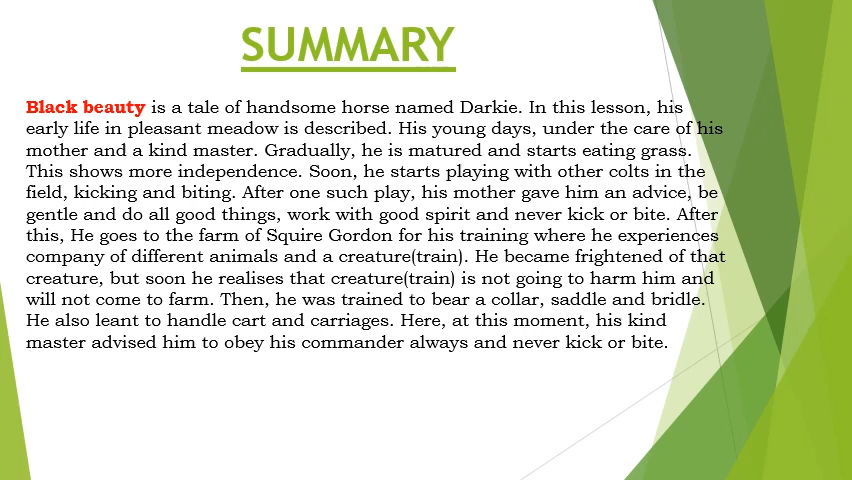 SUMMARY
Black beauty is a tale of handsome horse named Darkie. In this lesson, his
early life in pleasant meadow is described. His young days, under the care of his
mother and a kind master. Gradually, he is matured and starts eating grass.
This shows more independence. Soon, he starts playing with other colts in the
field, kicking and biting. After one such play, his mother gave him an advice, be
gentle and do all good things, work with good spirit and never kick or bite. After
this, He goes to the farm of Squire Gordon for his training where he experiences
company of different animals and a creature(train). He became frightened of that
creature, but soon he realises that creature(train) is not going to harm him and
will not come to farm. Then, he was trained to bear a collar, saddle and bridle.
He also leant to handle cart and carriages. Here, at this moment, his kind
master advised him to obey his commander always and never kick or bite.